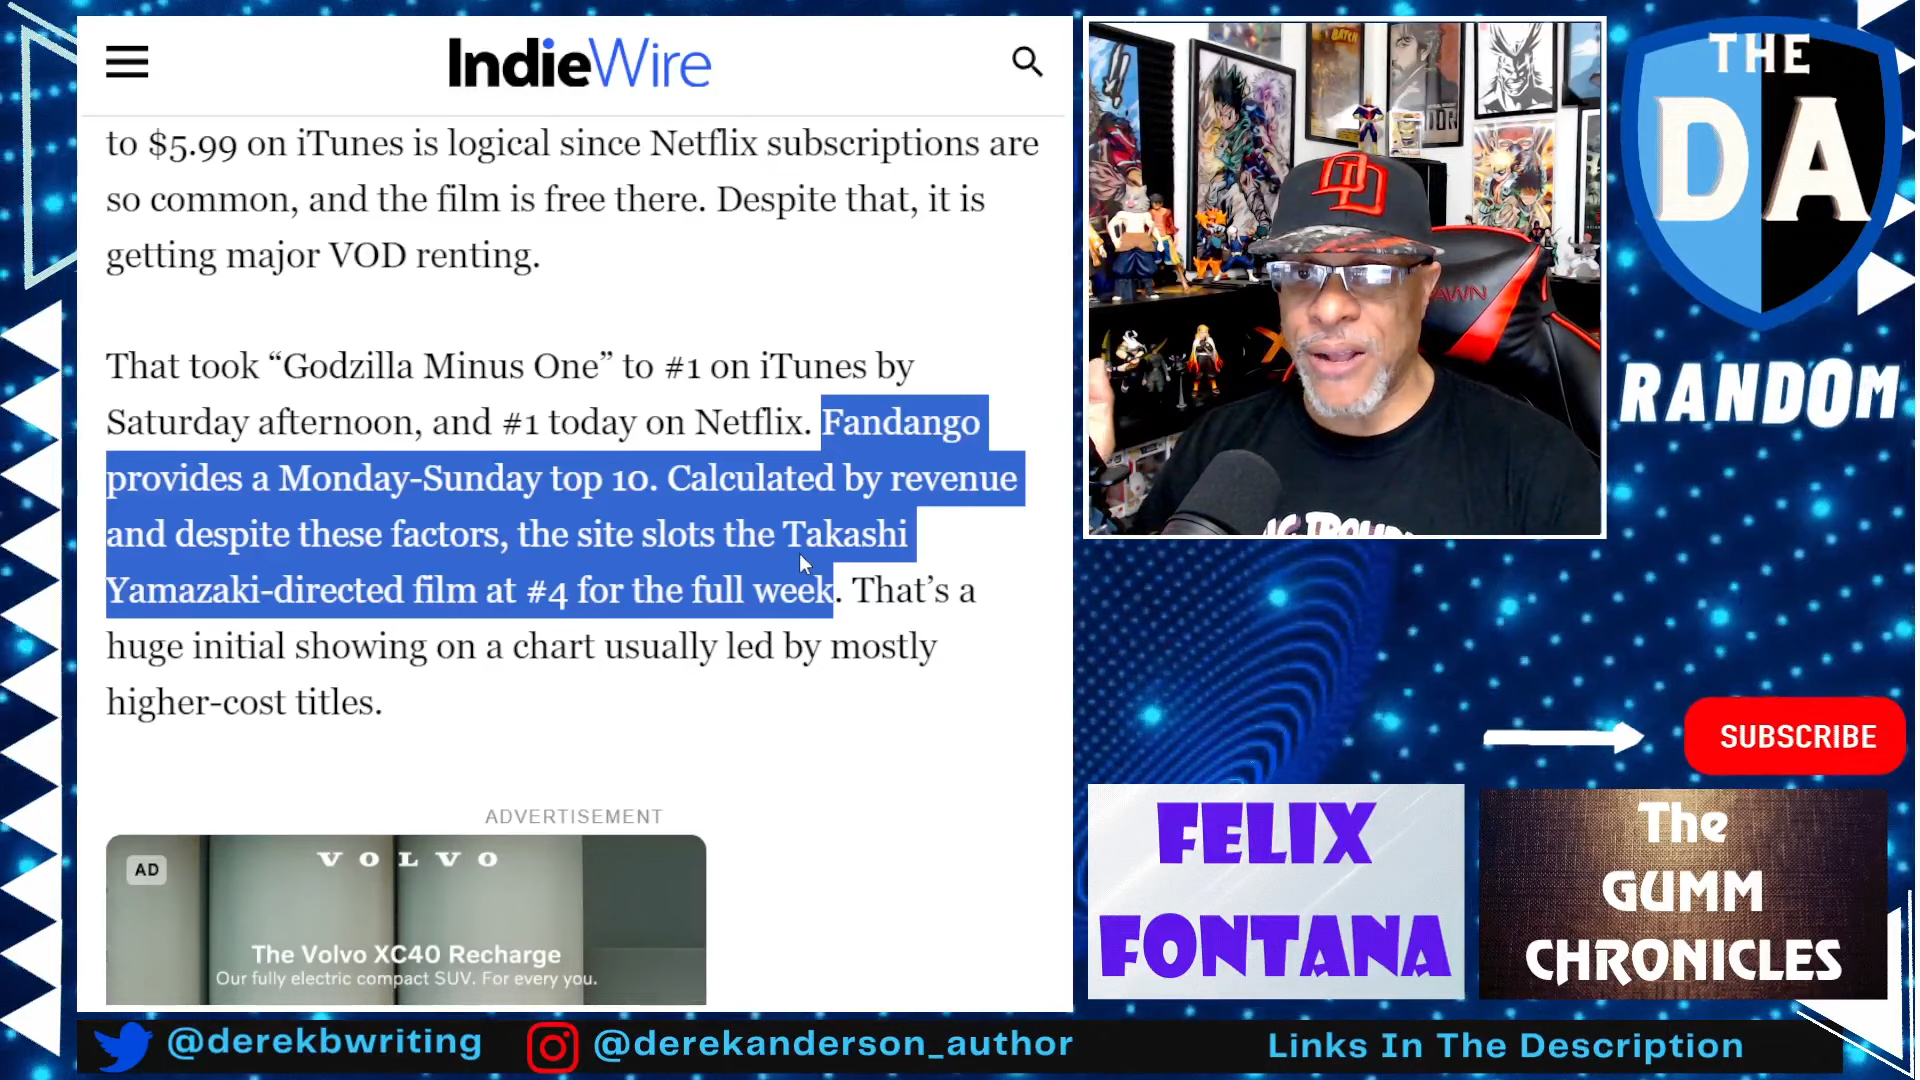 IndieWire
to $5.99 on iTunes is logical since Netflix subscriptions are
so common, and the film is free there. Despite that, it is
getting major VOD renting.
That took “Godzilla Minus One” to #1 on iTunes by
Saturday afternoon, and #1 today on Netflix. Fandango
provides a Monday-Sunday top 10. Calculated by revenue
and despite these factors, the site slots the Takashi
Yamazaki-directed film at #4 for the full week. That’s a
huge initial showing on a chart usually led by mostly
higher-cost titles.
ADVERTISEMENT
AD
VOLVO
The Volvo XC40 Recharge
Our fully electric compact SUV. For every you.
BATCH
THE
DA
RANDOM
SUBSCRIBE
FELIX
FONTANA
The
GUMM
CHRONICLES
@derekbwriting
@derekanderson_author
Links In The Description